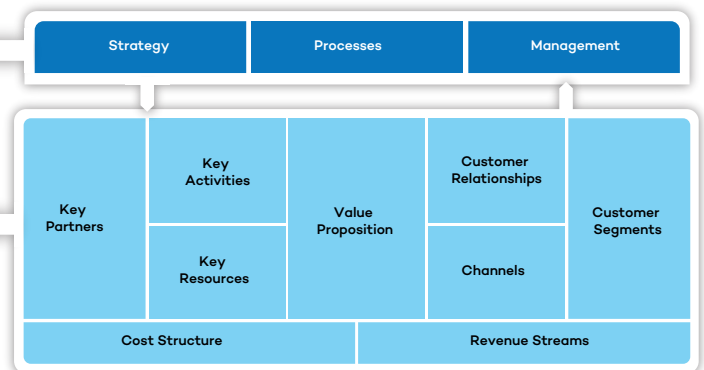 Strategy
Processes
Management
Key
Partners
Key
Activities
Key
Resources
Value
Proposition
Customer
Relationships
Channels
Customer
Segments
Cost Structure
Revenue Streams